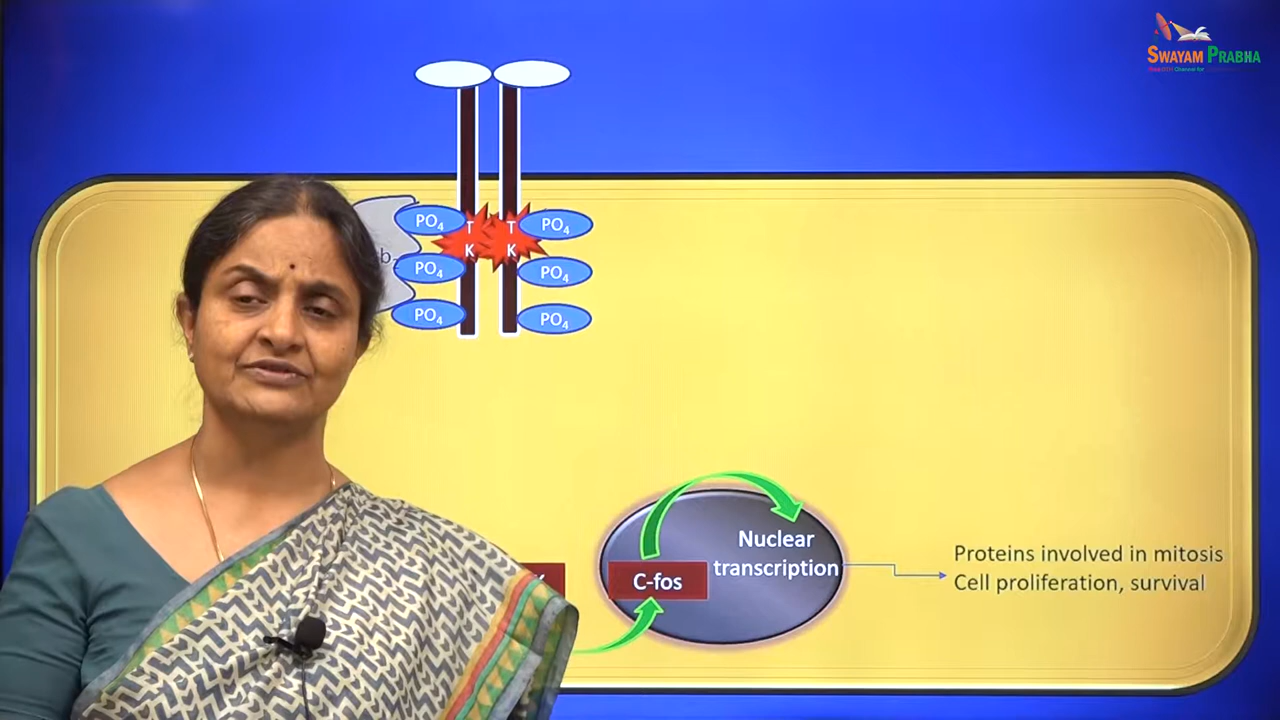 SWAYAM PRABHA
PO4
T
K
T
K
PO4
b
PO4
PO4
PO4
PO4
Nuclear
transcription
C-fos
Proteins involved in mitosis
Cell proliferation, survival